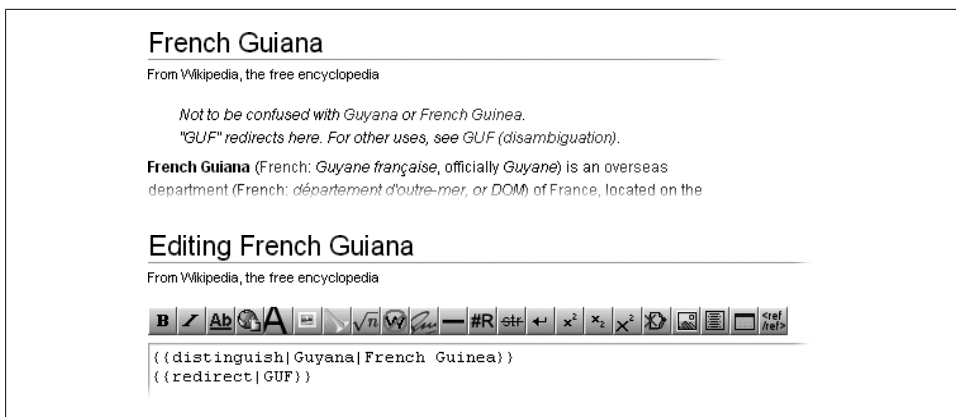 French Guiana
From Wikipedia, the free encyclopedia
Not to be confused with Guyana or French Guinea.
"GUF" redirects here. For other uses, see GUF (disambiguation).
French Guiana (French: Guyane française, officially Guyane) is an overseas
department (French: département d'outre-mer, or DOM) of France, located on the
Editing French Guiana
From Wikipedia, the free encyclopedia
B I Ab A √n W — #R str ↵ x² x₂ x² <ref /ref>
{{distinguish|Guyana|French Guinea}}
{{redirect|GUF}}